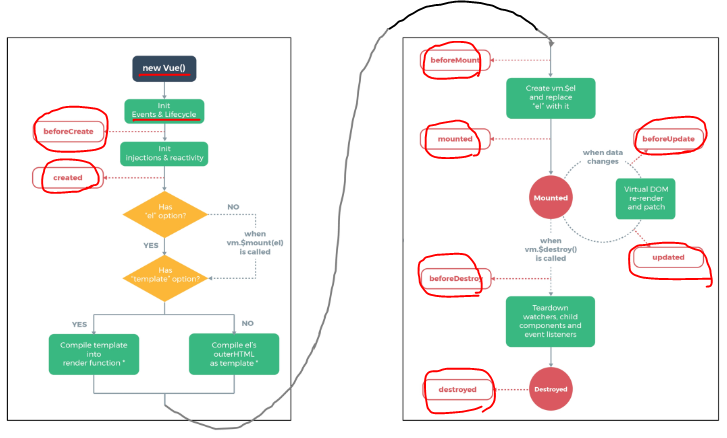 new Vue()
Init
Events & Lifecycle
beforeCreate
Init
injections & reactivity
created
Has
"el" option?
NO
when
vm.$mount(el)
is called
YES
Has
"template" option?
YES
NO
Compile template
into
render function *
Compile el's
outerHTML
as template *
beforeMount
Create vm.$el
and replace
"el" with it
mounted
Mounted
when data
changes
beforeUpdate
Virtual DOM
re-render
and patch
updated
when
vm.$destroy()
is called
beforeDestroy
Teardown
watchers, child
components and
event listeners
destroyed
Destroyed